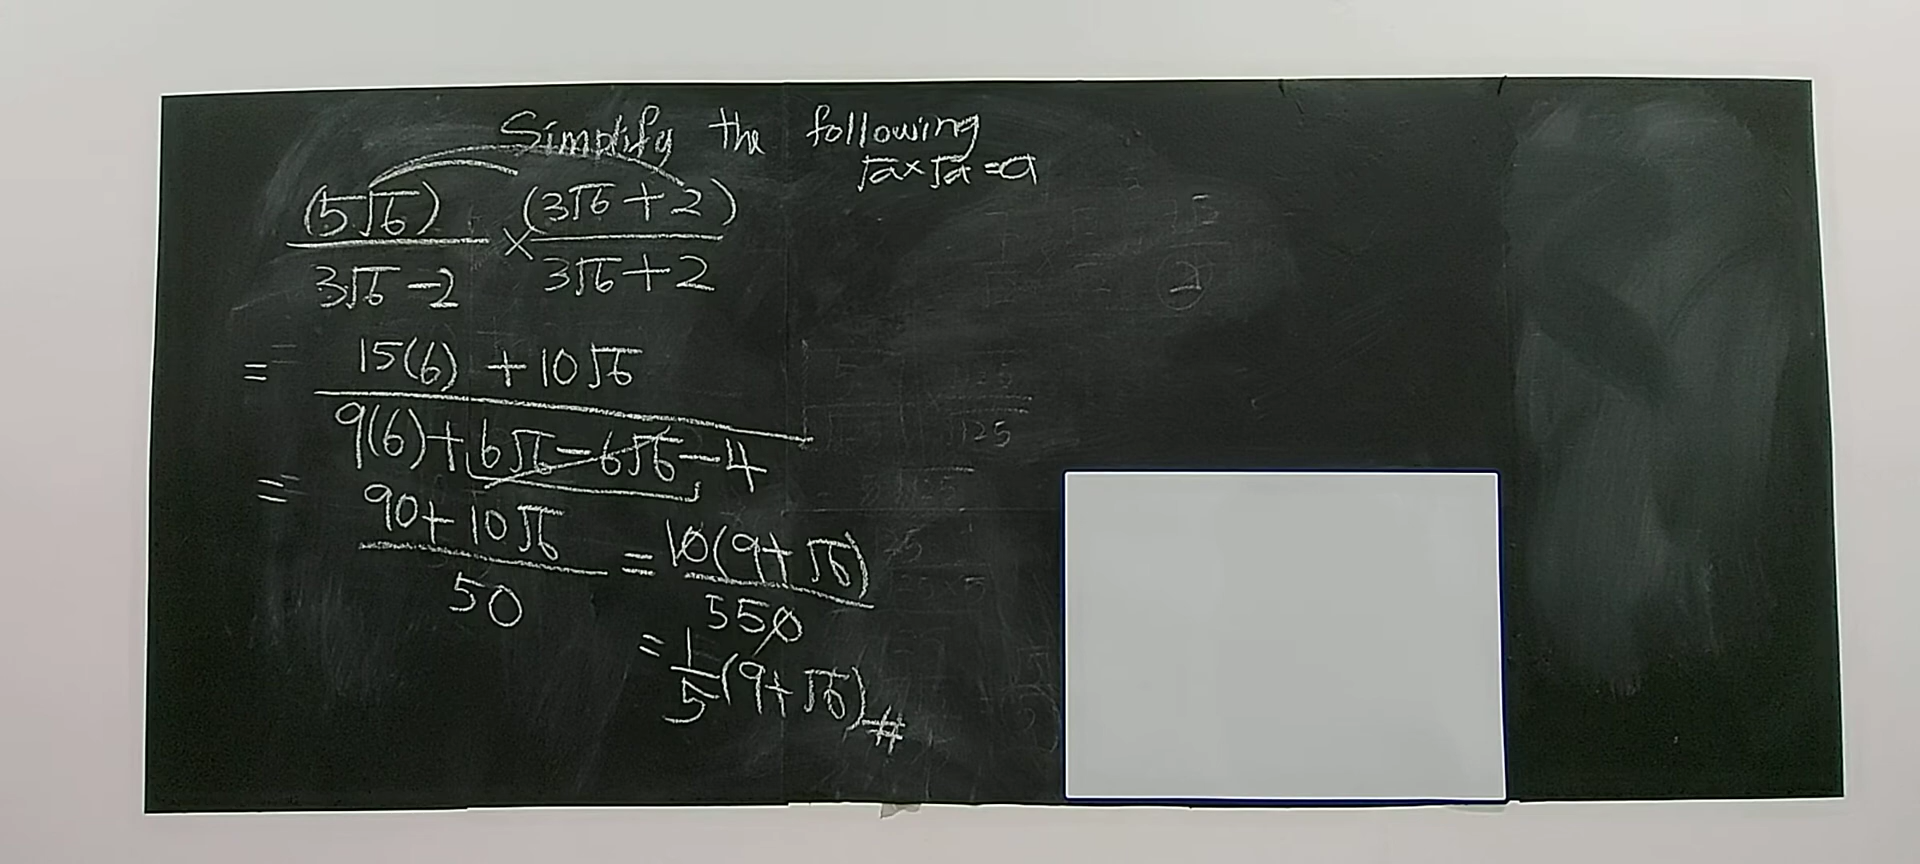 Simplify the following
√a×√a=a
(5√6) × (3√6+2)
3√6-2 3√6+2
= 15(6) + 10√6
9(6)+6√6-6√6-4
= 90+10√6 = 10(9+√6)
50 550
= 1/5(9+√6)#